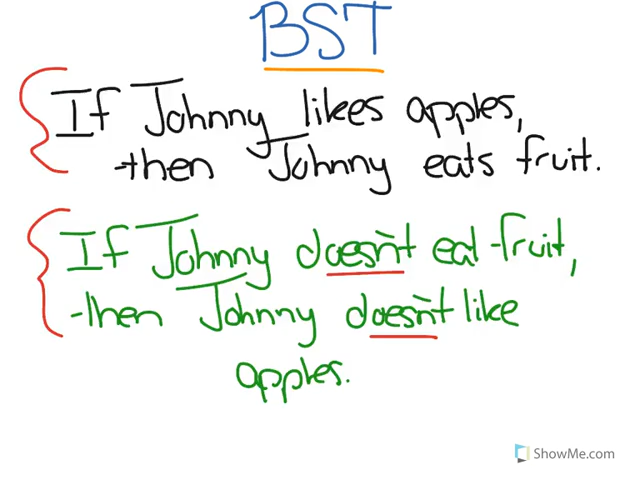 BST
If Johnny likes apples,
then Johnny eats fruit.
If Johnny doesn't eat fruit,
then Johnny doesn't like
apples.
ShowMe.com